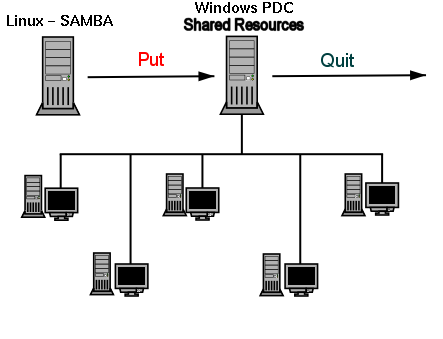 Linux - SAMBA
Windows PDC
Shared Resources
Put
Quit